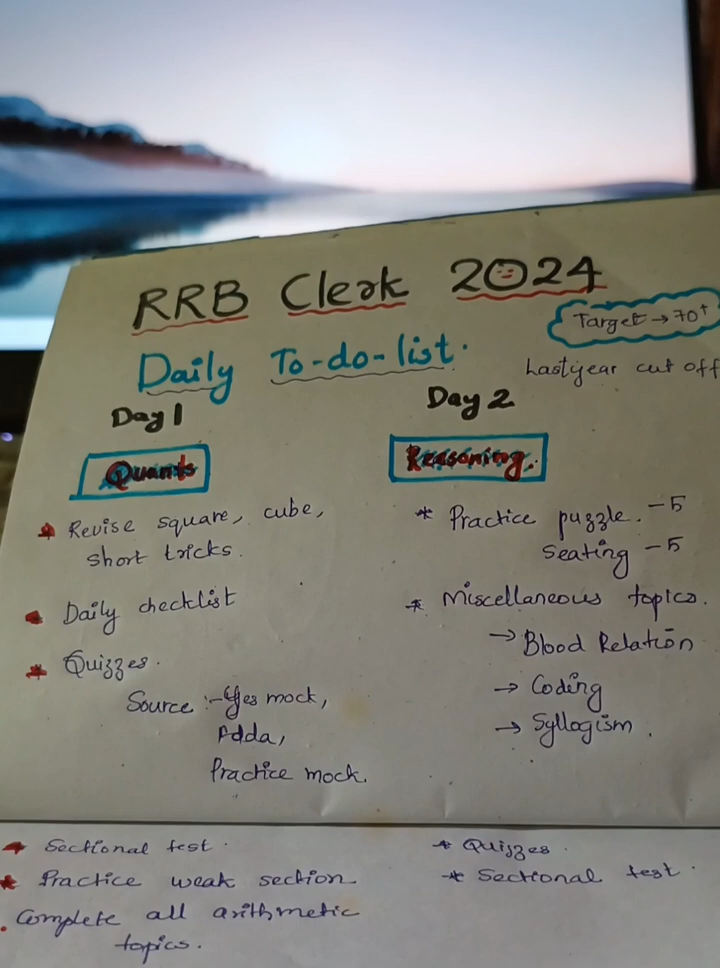 RRB Clerk 2024
Target → 70+
Daily To-do-list.
Last year cut off
Day 1
Quants
* Revise square, cube,
short tricks.
* Daily checklist
* Quizzes.
Source :- Yes mock,
Adda,
Practice mock.
* Sectional test.
* Practice weak section
. Complete all arithmetic
topics.
Day 2
Reasoning.
* Practice puzzle. - 5
Seating - 5
* Miscellaneous topics.
→ Blood Relation
→ Coding
→ Syllogism.
* Quizzes.
* Sectional test.